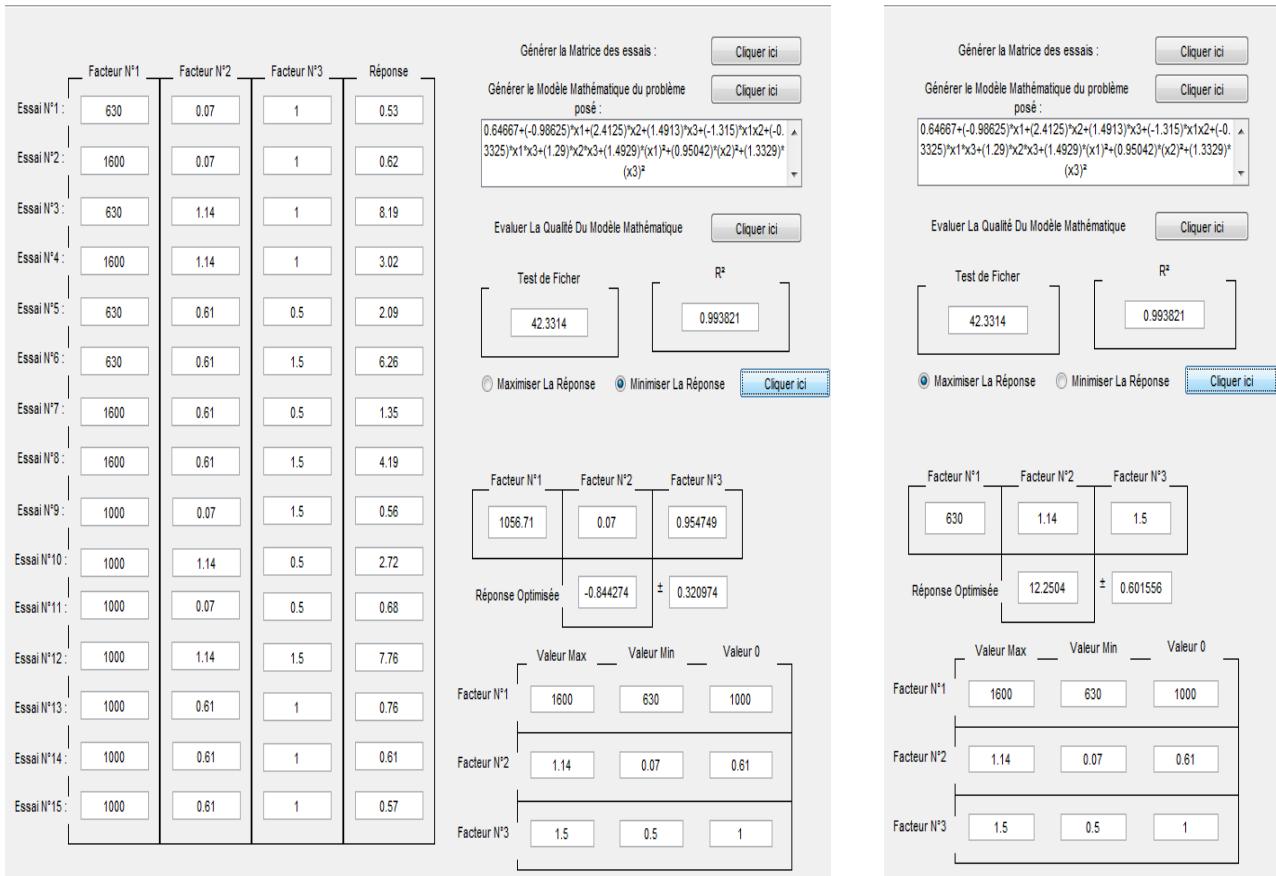 Facteur N°1 Facteur N°2 Facteur N°3 Réponse
Essai N°1 : 630 0.07 1 0.53
Essai N°2 : 1600 0.07 1 0.62
Essai N°3 : 630 1.14 1 8.19
Essai N°4 : 1600 1.14 1 3.02
Essai N°5 : 630 0.61 0.5 2.09
Essai N°6 : 630 0.61 1.5 6.26
Essai N°7 : 1600 0.61 0.5 1.35
Essai N°8 : 1600 0.61 1.5 4.19
Essai N°9 : 1000 0.07 1.5 0.56
Essai N°10 : 1000 1.14 0.5 2.72
Essai N°11 : 1000 0.07 0.5 0.68
Essai N°12 : 1000 1.14 1.5 7.76
Essai N°13 : 1000 0.61 1 0.76
Essai N°14 : 1000 0.61 1 0.61
Essai N°15 : 1000 0.61 1 0.57
Générer la Matrice des essais : Cliquer ici
Générer le Modèle Mathématique du problème
posé : Cliquer ici
0.64667+(-0.98625)*x1+(2.4125)*x2+(1.4913)*x3+(-1.315)*x1x2+(-0.
3325)*x1*x3+(1.29)*x2*x3+(1.4929)*(x1)²+(0.95042)*(x2)²+(1.3329)*
(x3)²
Evaluer La Qualité Du Modèle Mathématique Cliquer ici
Test de Ficher R²
42.3314 0.993821
Maximiser La Réponse Minimiser La Réponse Cliquer ici
Facteur N°1 Facteur N°2 Facteur N°3
1056.71 0.07 0.954749
Réponse Optimisée -0.844274 ± 0.320974
Valeur Max Valeur Min Valeur 0
Facteur N°1 1600 630 1000
Facteur N°2 1.14 0.07 0.61
Facteur N°3 1.5 0.5 1
Générer la Matrice des essais : Cliquer ici
Générer le Modèle Mathématique du problème
posé : Cliquer ici
0.64667+(-0.98625)*x1+(2.4125)*x2+(1.4913)*x3+(-1.315)*x1x2+(-0.
3325)*x1*x3+(1.29)*x2*x3+(1.4929)*(x1)²+(0.95042)*(x2)²+(1.3329)*
(x3)²
Evaluer La Qualité Du Modèle Mathématique Cliquer ici
Test de Ficher R²
42.3314 0.993821
Maximiser La Réponse Minimiser La Réponse Cliquer ici
Facteur N°1 Facteur N°2 Facteur N°3
630 1.14 1.5
Réponse Optimisée 12.2504 ± 0.601556
Valeur Max Valeur Min Valeur 0
Facteur N°1 1600 630 1000
Facteur N°2 1.14 0.07 0.61
Facteur N°3 1.5 0.5 1